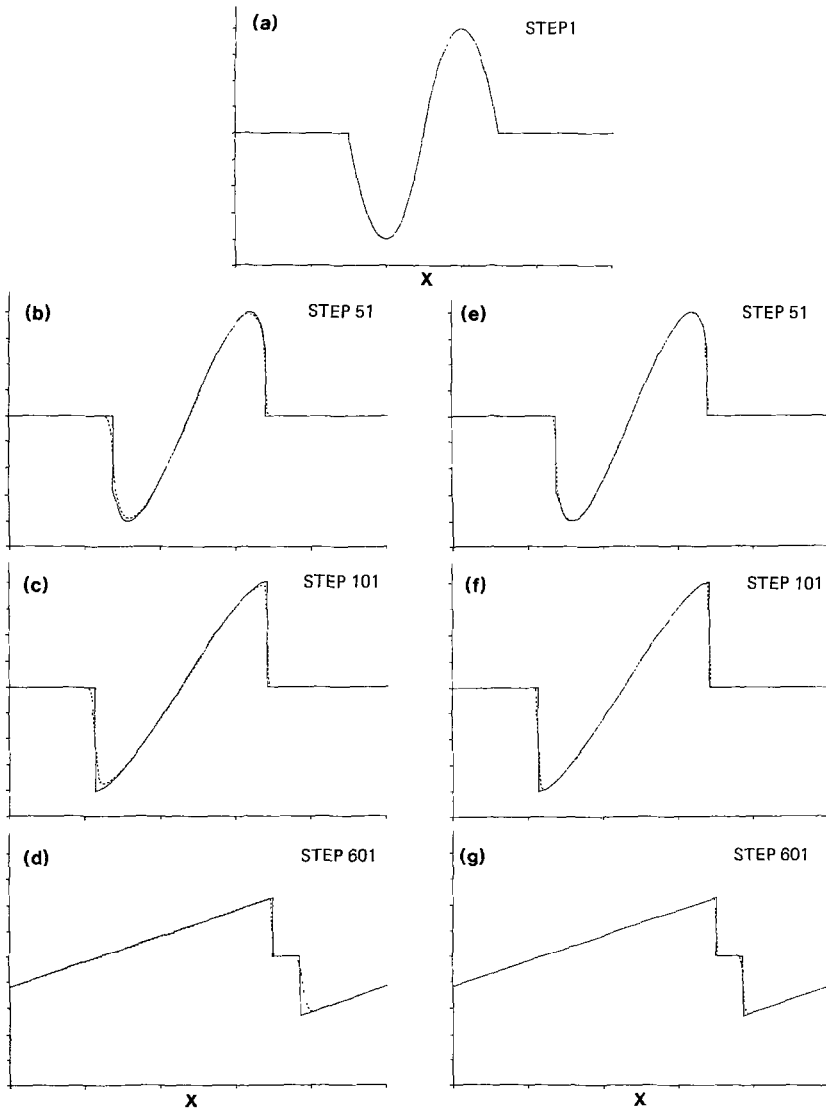 (a) STEP1
X
(b) STEP 51
(e) STEP 51
(c) STEP 101
(f) STEP 101
(d) STEP 601
(g) STEP 601
X
X